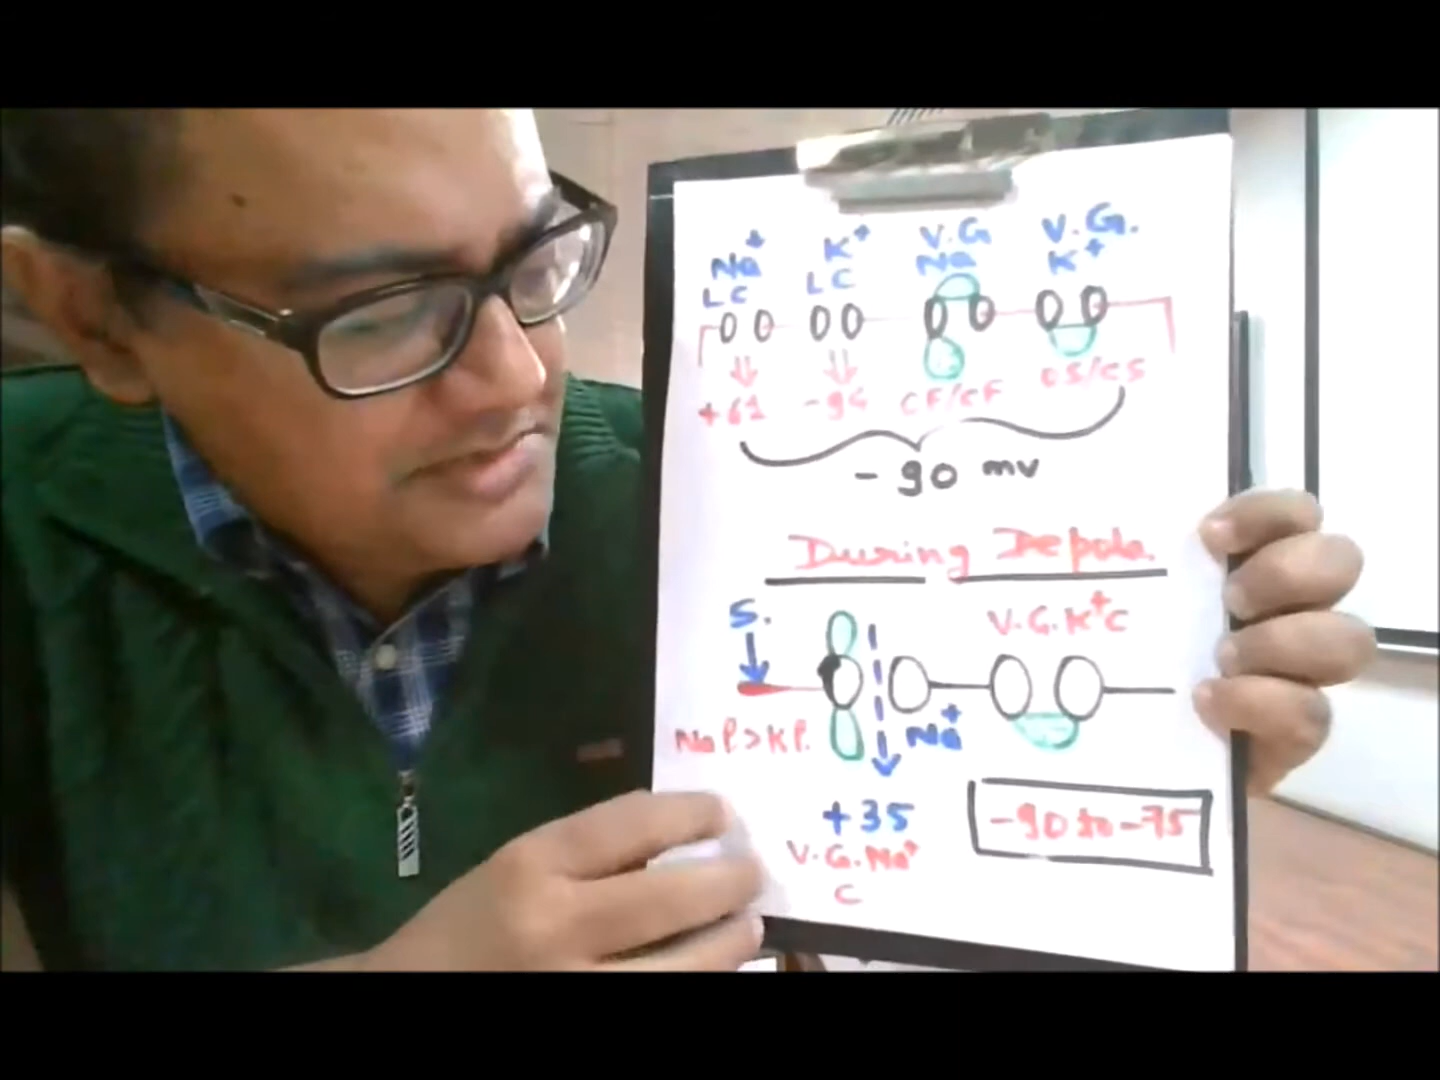 Na+ K+ V.G V.G.
LC LC Na K+
+61 -94 CF/CF OS/CS
-90 mv
During Depola.
S. V.G.K+C
Na P. > K P. Na+
+35 -90 to -75
V.G.Na+
C